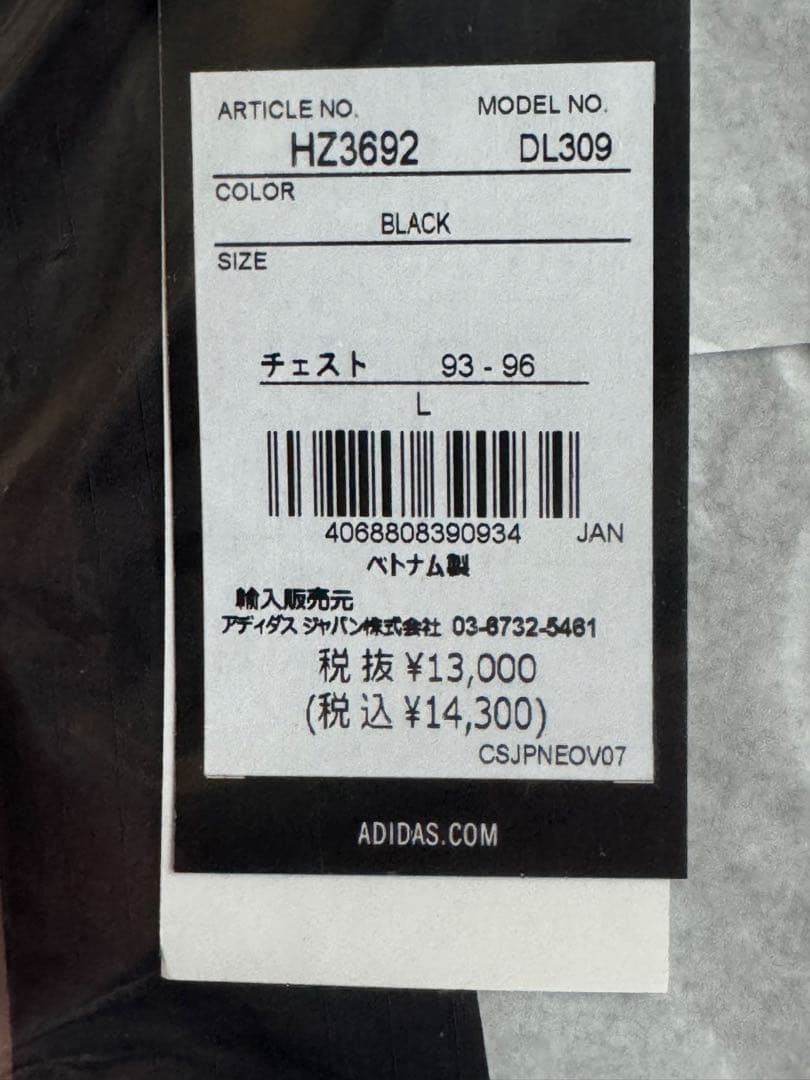 ARTICLE NO.
MODEL NO.
HZ3692
DL309
COLOR
BLACK
SIZE
チェスト 93 - 96
L
4068808390934 JAN
ベトナム製
輸入販売元
アディダス ジャパン株式会社 03-6732-5461
税 抜 ¥13,000
(税 込 ¥14,300)
CSJPNEOV07
ADIDAS.COM